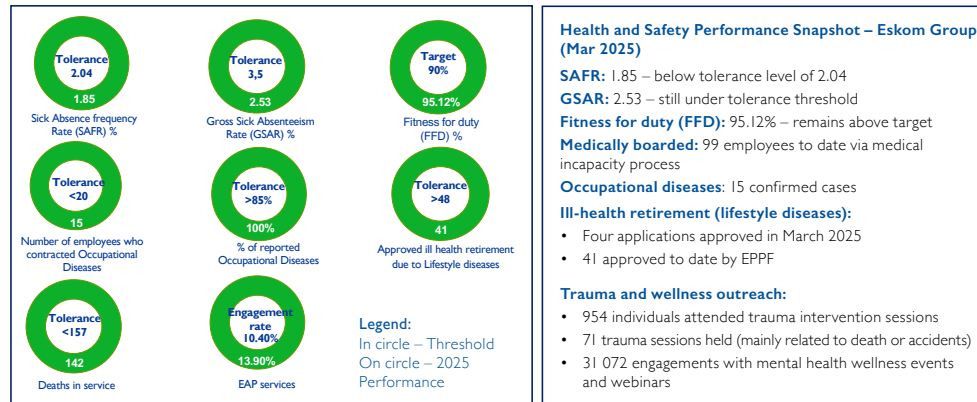 Tolerance
2.04
1.85
Sick Absence frequency
Rate (SAFR) %
Tolerance
3,5
2.53
Gross Sick Absenteeism
Rate (GSAR) %
Target
90%
95.12%
Fitness for duty
(FFD) %
Tolerance
<20
15
Number of employees who
contracted Occupational
Diseases
Tolerance
>85%
100%
% of reported
Occupational Diseases
Tolerance
>48
41
Approved ill health retirement
due to Lifestyle diseases
Tolerance
<157
142
Deaths in service
Engagement
rate
10.40%
13.90%
EAP services
Legend:
In circle – Threshold
On circle – 2025
Performance
Health and Safety Performance Snapshot – Eskom Group
(Mar 2025)
SAFR: 1.85 – below tolerance level of 2.04
GSAR: 2.53 – still under tolerance threshold
Fitness for duty (FFD): 95.12% – remains above target
Medically boarded: 99 employees to date via medical
incapacity process
Occupational diseases: 15 confirmed cases
Ill-health retirement (lifestyle diseases):
• Four applications approved in March 2025
• 41 approved to date by EPPF
Trauma and wellness outreach:
• 954 individuals attended trauma intervention sessions
• 71 trauma sessions held (mainly related to death or accidents)
• 31 072 engagements with mental health wellness events
and webinars